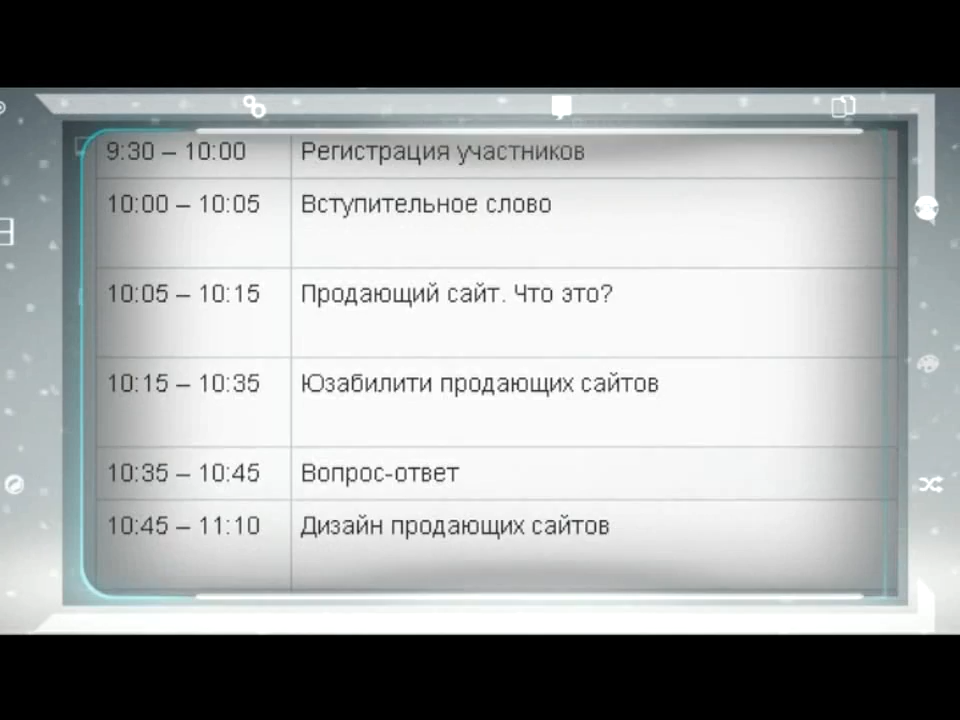 9:30 – 10:00 Регистрация участников
10:00 – 10:05 Вступительное слово
10:05 – 10:15 Продающий сайт. Что это?
10:15 – 10:35 Юзабилити продающих сайтов
10:35 – 10:45 Вопрос-ответ
10:45 – 11:10 Дизайн продающих сайтов